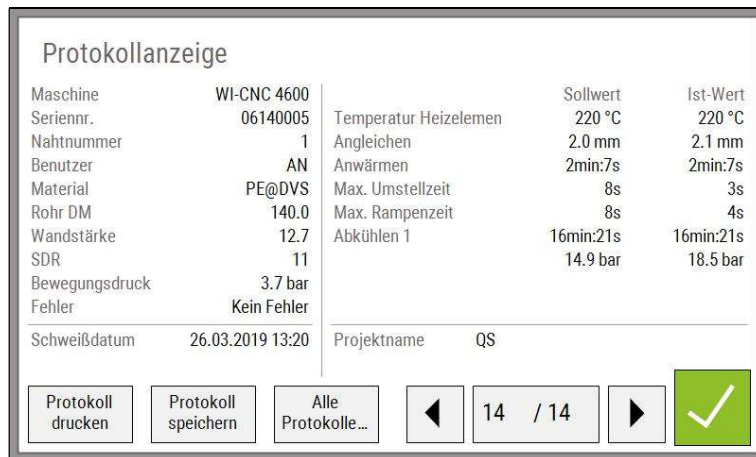 Protokollanzeige
Maschine WI-CNC 4600
Seriennr. 06140005
Nahtnummer 1
Benutzer AN
Material PE@DVS
Rohr DM 140.0
Wandstärke 12.7
SDR 11
Bewegungsdruck 3.7 bar
Fehler Kein Fehler
Sollwert Ist-Wert
Temperatur Heizelemen 220 °C 220 °C
Angleichen 2.0 mm 2.1 mm
Anwärmen 2min:7s 2min:7s
Max. Umstellzeit 8s 3s
Max. Rampenzeit 8s 4s
Abkühlen 1 16min:21s 16min:21s
14.9 bar 18.5 bar
Schweißdatum 26.03.2019 13:20
Projektname QS
Protokoll
drucken
Protokoll
speichern
Alle
Protokolle...
14 / 14